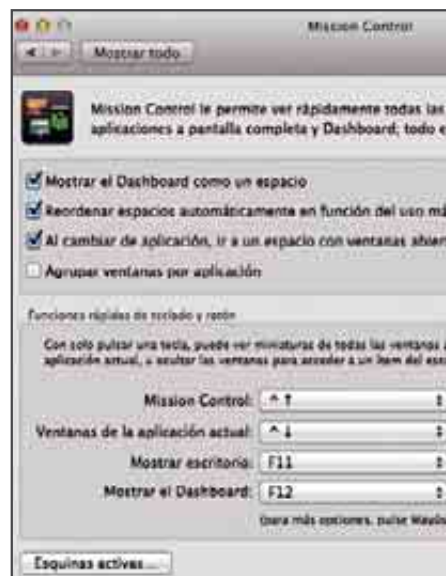 Mission Control
Mostrar todo
Mission Control le permite ver rápidamente todas las
aplicaciones a pantalla completa y Dashboard, todo e
Mostrar el Dashboard como un espacio
Reordenar espacios automáticamente en función del uso má
Al cambiar de aplicación, ir a un espacio con ventanas abier
Agrupar ventanas por aplicación
Funciones rápidas de teclado y ratón
Con solo pulsar una tecla, puede ver miniaturas de todas las ventanas
aplicación actual, u ocultar las ventanas para acceder a un ítem del esc
Mission Control: ^ ↑
Ventanas de la aplicación actual: ^ ↓
Mostrar escritorio: F11
Mostrar el Dashboard: F12
(para más opciones, pulse
Esquinas activas...